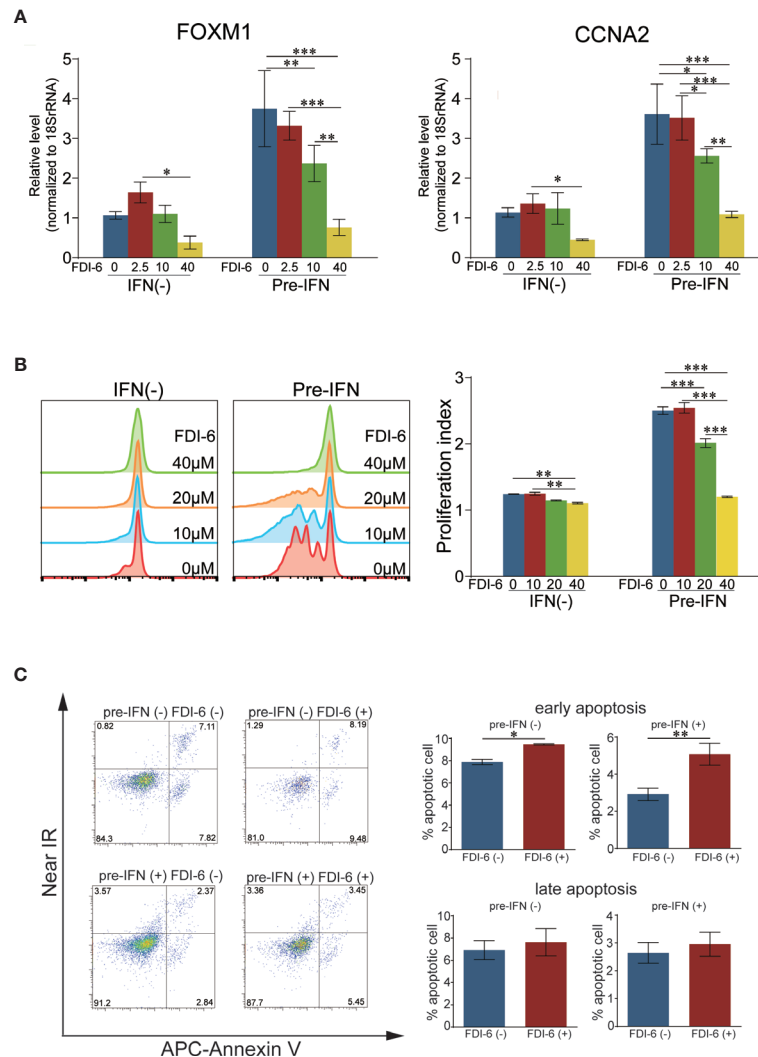 A
FOXM1
CCNA2
Relative level
(normalized to 18SrRNA)
5
4
3
2
1
0
*
**
***
***
**
FDI-6 0 2.5 10 40 FDI-6 0 2.5 10 40
IFN(-) Pre-IFN
Relative level
(normalized to 18SrRNA)
5
4
3
2
1
0
*
***
*
***
*
**
FDI-6 0 2.5 10 40 FDI-6 0 2.5 10 40
IFN(-) Pre-IFN
B
IFN(-) Pre-IFN
FDI-6 FDI-6
40μM 40μM
20μM 20μM
10μM 10μM
0μM 0μM
Proliferation index
3
2
1
0
**
**
***
***
***
***
FDI-6 0 10 20 40 FDI-6 0 10 20 40
IFN(-) Pre-IFN
C
Near IR
APC-Annexin V
pre-IFN (-) FDI-6 (-)
0.82 7.11
84.3 7.82
pre-IFN (-) FDI-6 (+)
1.29 8.19
81.0 9.48
pre-IFN (+) FDI-6 (-)
3.57 2.37
91.2 2.84
pre-IFN (+) FDI-6 (+)
3.36 3.45
87.7 5.45
early apoptosis
pre-IFN (-)
*
% apoptotic cell
10
8
6
4
2
0
FDI-6 (-) FDI-6 (+)
pre-IFN (+)
**
% apoptotic cell
6
4
2
0
FDI-6 (-) FDI-6 (+)
late apoptosis
pre-IFN (-)
% apoptotic cell
10
8
6
4
2
0
FDI-6 (-) FDI-6 (+)
pre-IFN (+)
% apoptotic cell
4
3
2
1
0
FDI-6 (-) FDI-6 (+)